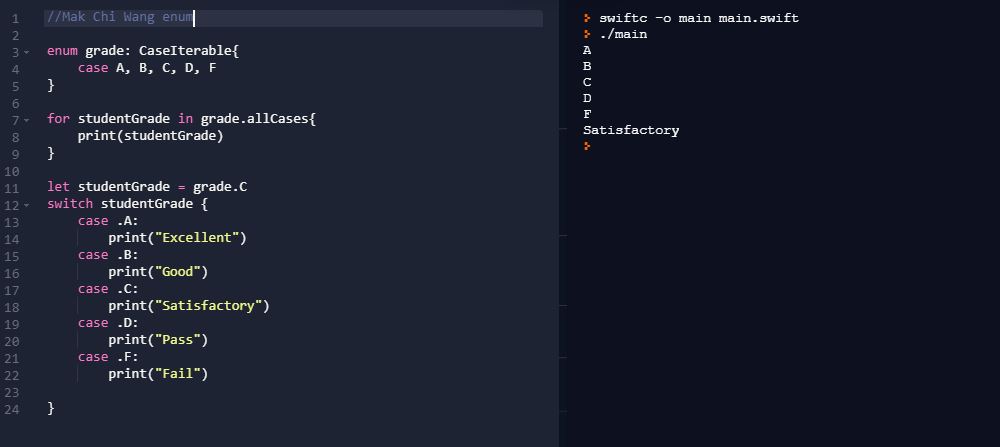 1 //Mak Chi Wang enum
2
3 enum grade: CaseIterable{
4     case A, B, C, D, F
5 }
6
7 for studentGrade in grade.allCases{
8     print(studentGrade)
9 }
10
11 let studentGrade = grade.C
12 switch studentGrade {
13     case .A:
14         print("Excellent")
15     case .B:
16         print("Good")
17     case .C:
18         print("Satisfactory")
19     case .D:
20         print("Pass")
21     case .F:
22         print("Fail")
23
24 }
swiftc -o main main.swift
./main
A
B
C
D
F
Satisfactory